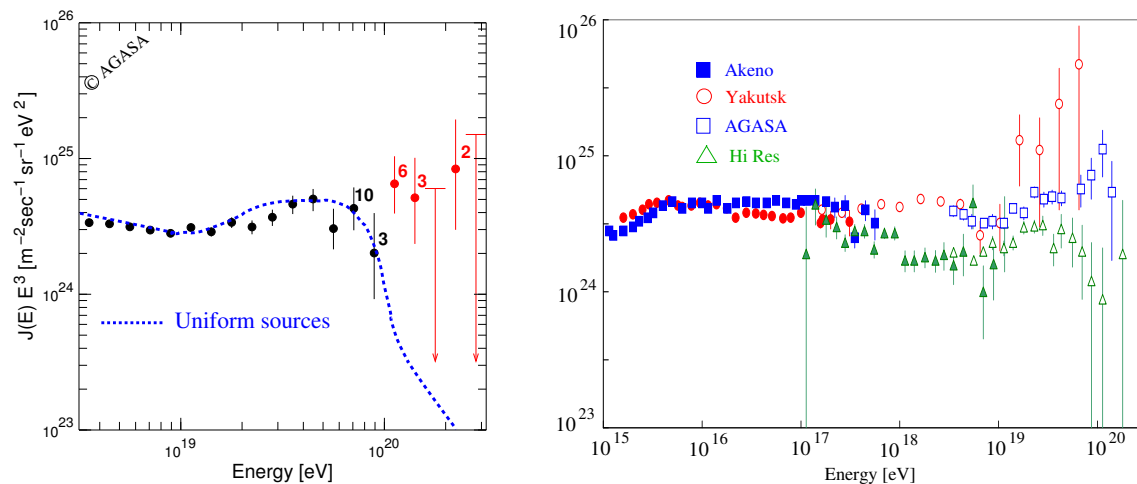 10^26
10^25
10^24
10^23
J(E) E^3 [m^-2 sec^-1 sr^-1 eV^2]
© AGASA
6
3
2
10
3
Uniform sources
10^19
10^20
Energy [eV]
10^26
10^25
10^24
10^23
Akeno
Yakutsk
AGASA
Hi Res
10^15
10^16
10^17
10^18
10^19
10^20
Energy [eV]